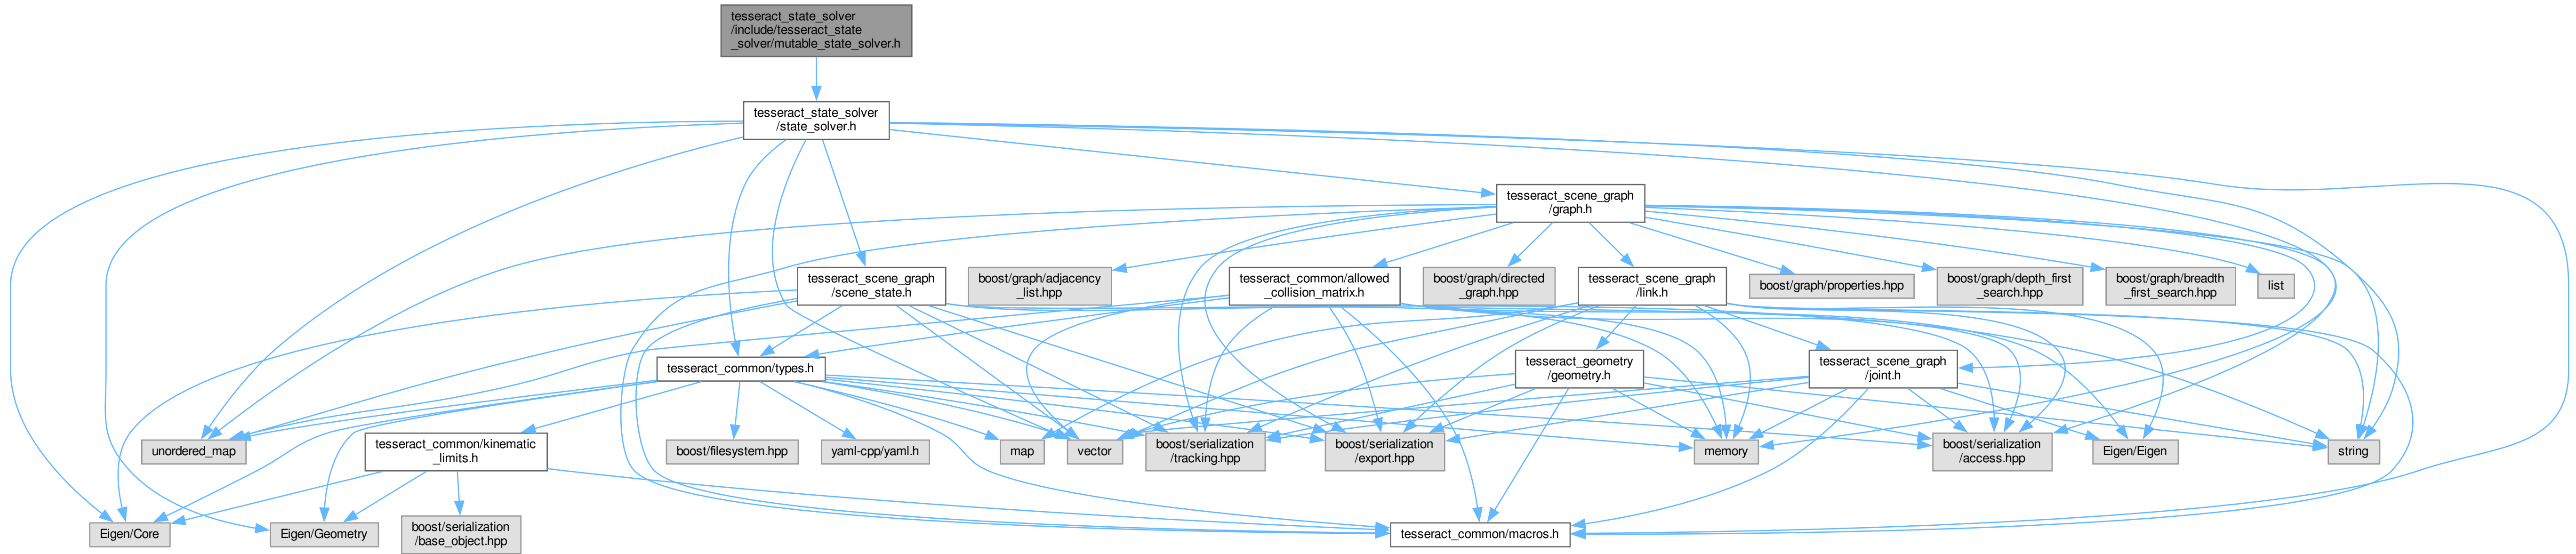 tesseract_state_solver
/include/tesseract_state
_solver/mutable_state_solver.h
tesseract_state_solver
/state_solver.h
tesseract_scene_graph
/graph.h
tesseract_scene_graph
/scene_state.h
boost/graph/adjacency
_list.hpp
tesseract_common/allowed
_collision_matrix.h
boost/graph/directed
_graph.hpp
tesseract_scene_graph
/link.h
boost/graph/properties.hpp
boost/graph/depth_first
_search.hpp
boost/graph/breadth
_first_search.hpp
list
tesseract_common/types.h
tesseract_geometry
/geometry.h
tesseract_scene_graph
/joint.h
unordered_map
tesseract_common/kinematic
_limits.h
boost/filesystem.hpp
yaml-cpp/yaml.h
map
vector
boost/serialization
/tracking.hpp
boost/serialization
/export.hpp
memory
boost/serialization
/access.hpp
Eigen/Eigen
string
Eigen/Core
Eigen/Geometry
boost/serialization
/base_object.hpp
tesseract_common/macros.h